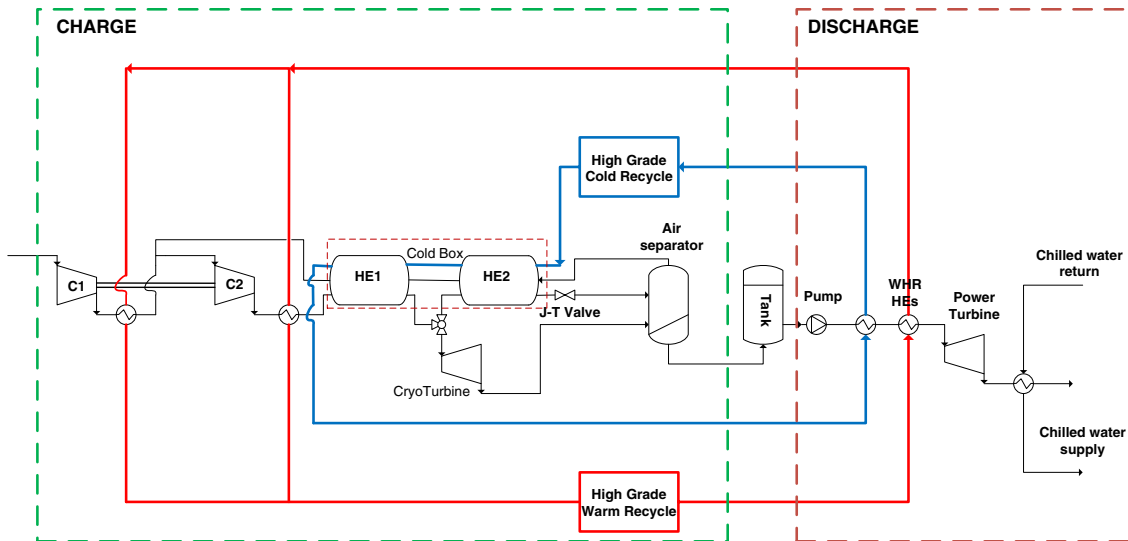 CHARGE
DISCHARGE
High Grade
Cold Recycle
Air
separator
Cold Box
HE1
HE2
C1
C2
J-T Valve
CryoTurbine
Tank
Pump
WHR
HEs
Power
Turbine
Chilled water
return
Chilled water
supply
High Grade
Warm Recycle